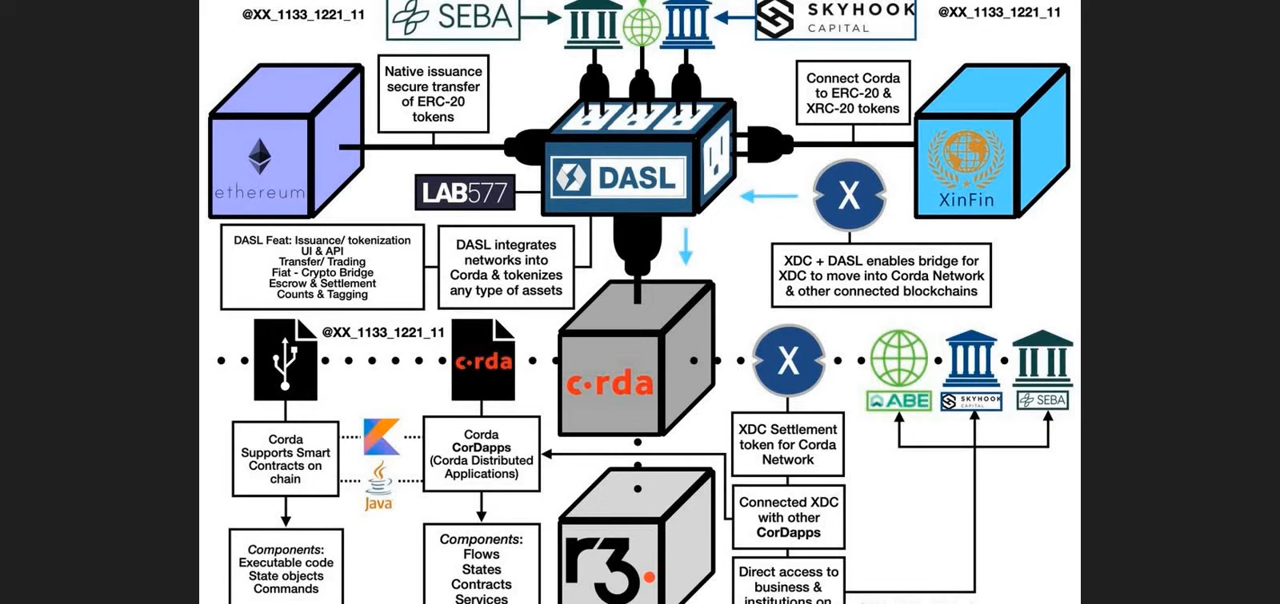 @XX_1133_1221_11
SEBA
SKYHOOK
CAPITAL
@XX_1133_1221_11
Native issuance
secure transfer
of ERC-20
tokens
Connect Corda
to ERC-20 &
XRC-20 tokens
ethereum
LAB577
DASL
X
XinFin
DASL Feat: Issuance/ tokenization
UI & API
Transfer/ Trading
Fiat - Crypto Bridge
Escrow & Settlement
Counts & Tagging
DASL integrates
networks into
Corda & tokenizes
any type of assets
XDC + DASL enables bridge for
XDC to move into Corda Network
& other connected blockchains
@XX_1133_1221_11
c·rda
c·rda
X
ABE
SKYHOOK
CAPITAL
SEBA
Corda
Supports Smart
Contracts on
chain
Java
Corda
CorDapps
(Corda Distributed
Applications)
XDC Settlement
token for Corda
Network
Connected XDC
with other
CorDapps
Components:
Executable code
State objects
Commands
Components:
Flows
States
Contracts
Services
r3.
Direct access to
business &
institutions on